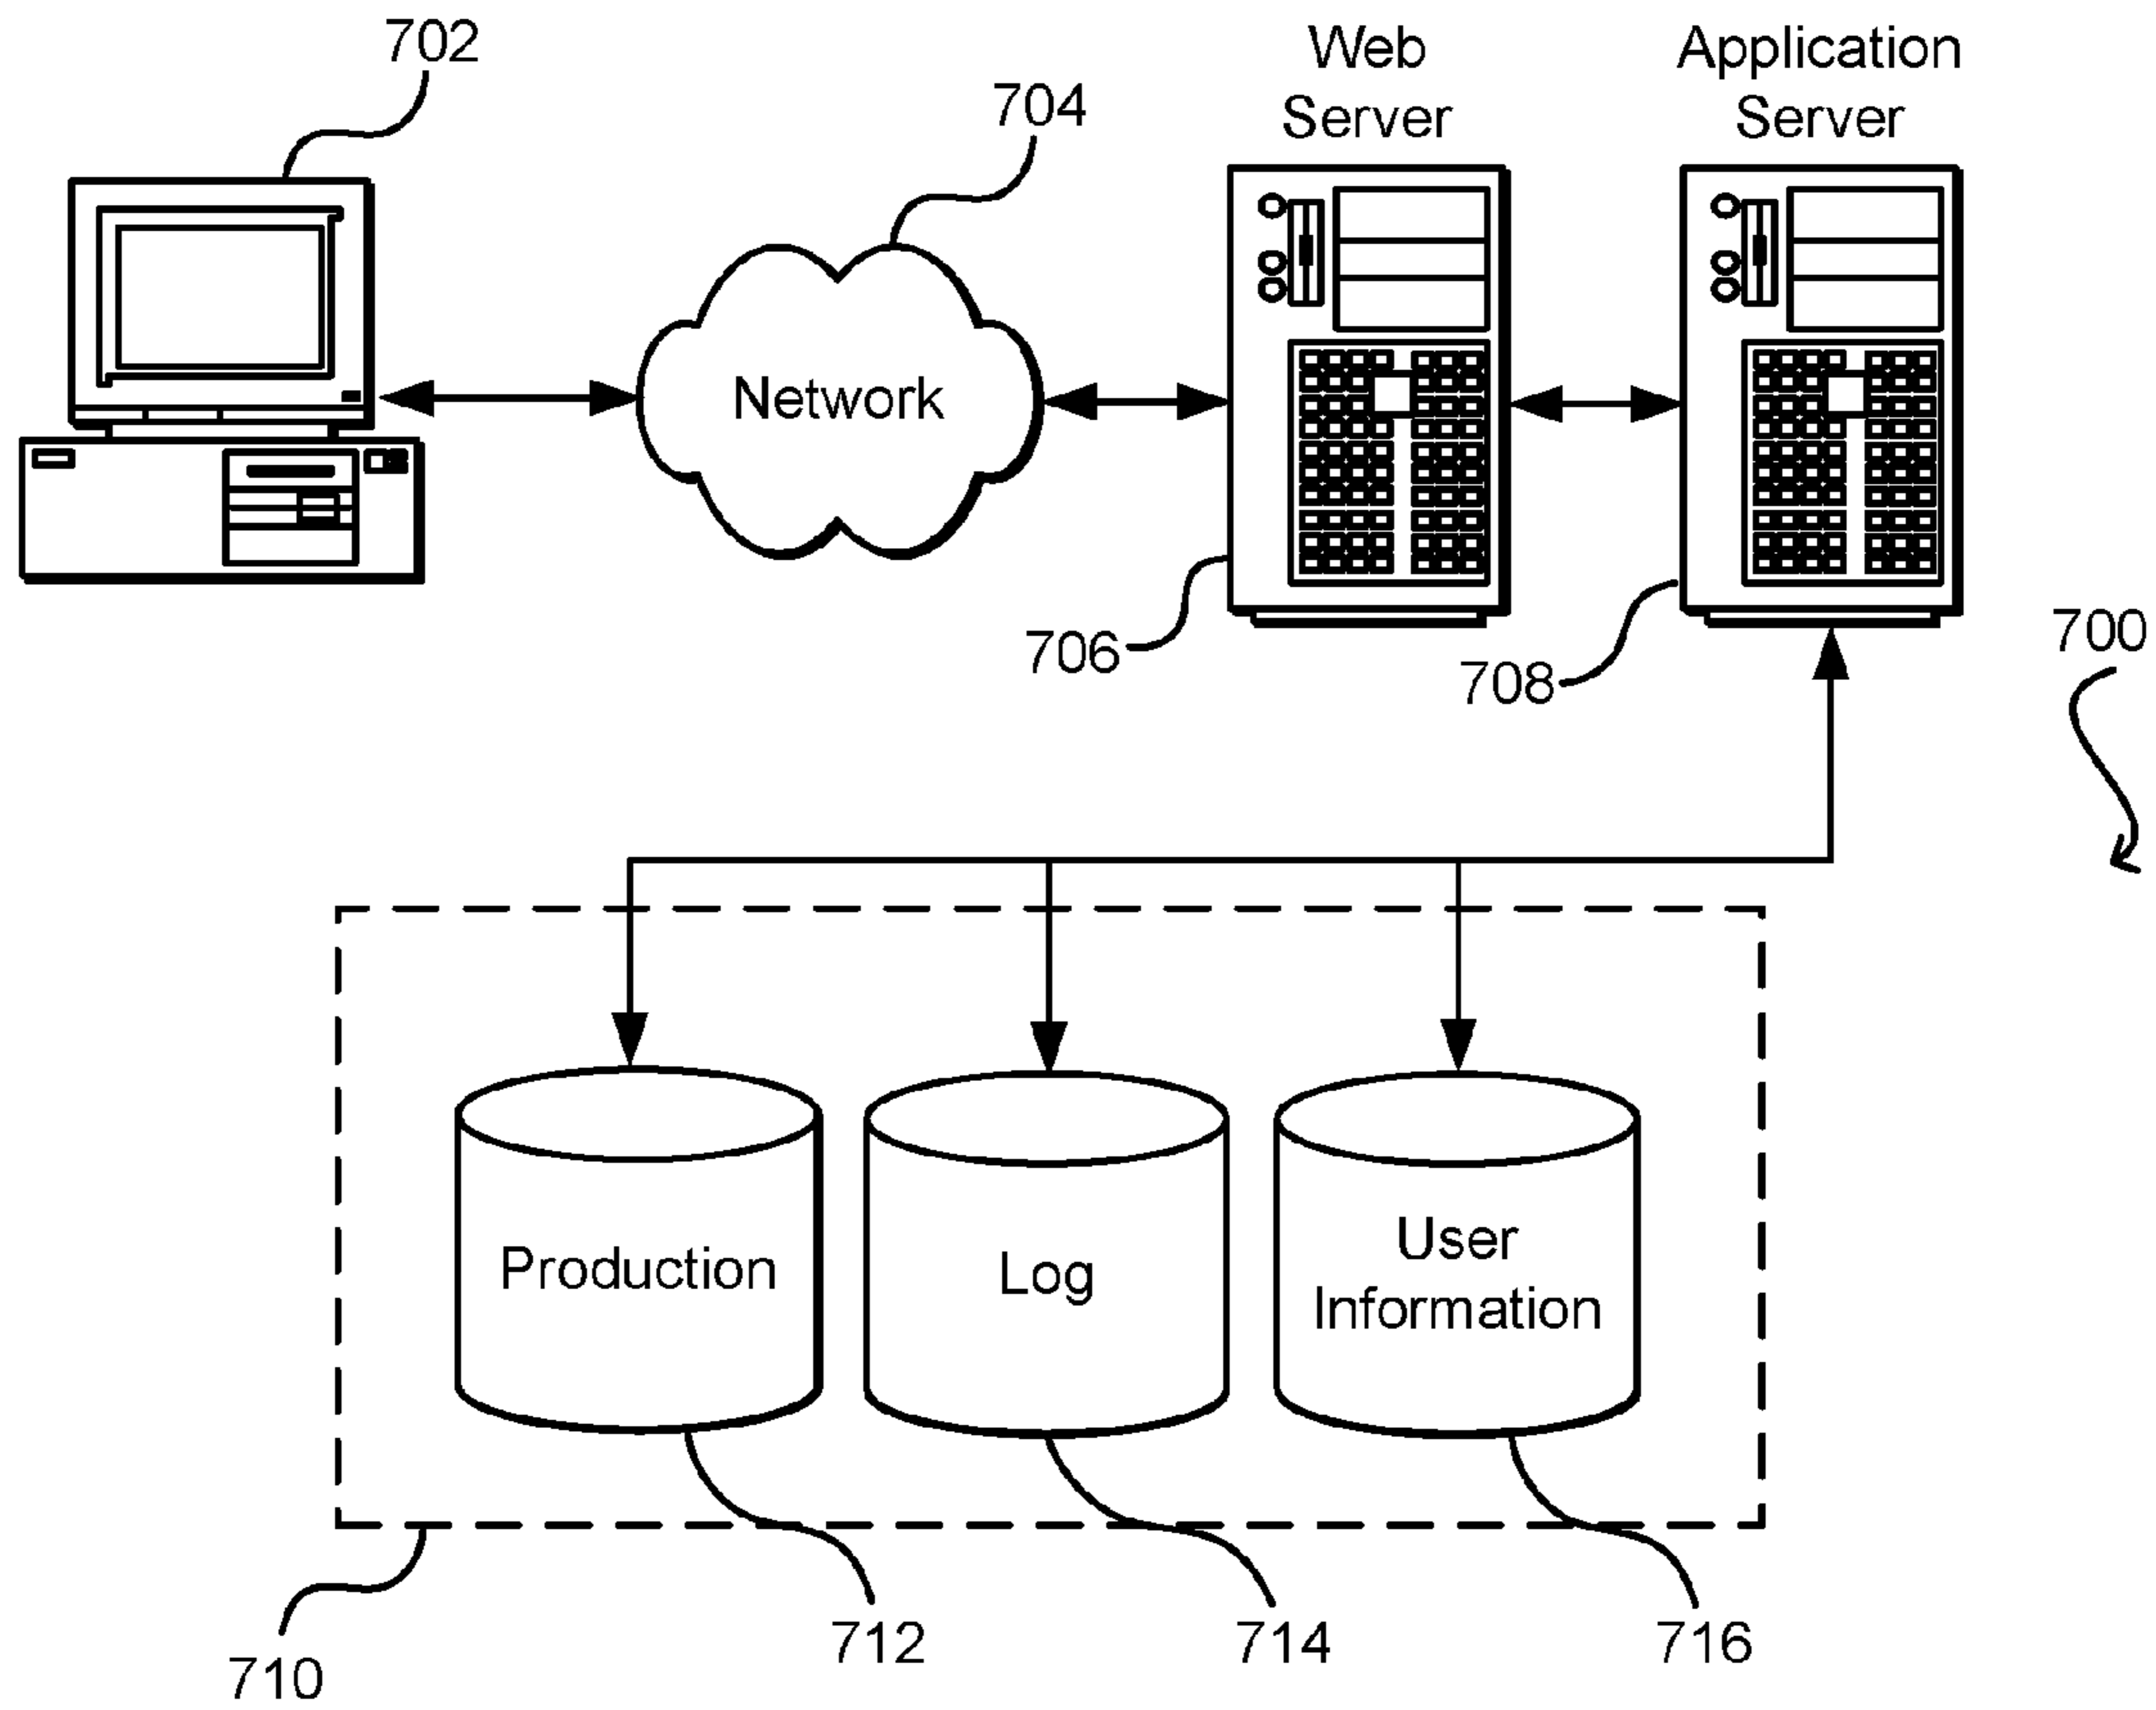 702
704
Web
Server
Application
Server
Network
706
708
700
Production
Log
User
Information
710
712
714
716